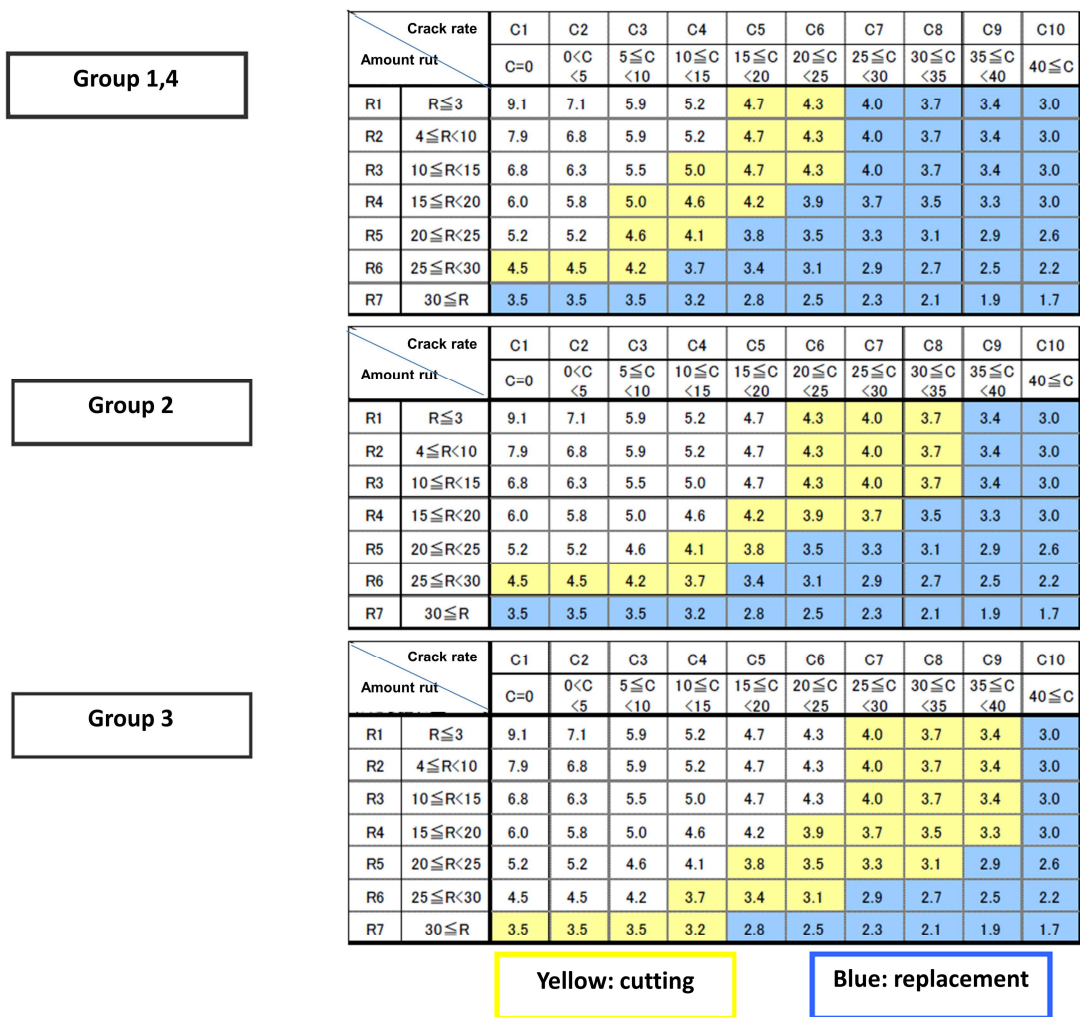 Group 1,4
Crack rate C1 C2 C3 C4 C5 C6 C7 C8 C9 C10
Amount rut C=0 0<C<5 5≦C<10 10≦C<15 15≦C<20 20≦C<25 25≦C<30 30≦C<35 35≦C<40 40≦C
R1 R≦3 9.1 7.1 5.9 5.2 4.7 4.3 4.0 3.7 3.4 3.0
R2 4≦R<10 7.9 6.8 5.9 5.2 4.7 4.3 4.0 3.7 3.4 3.0
R3 10≦R<15 6.8 6.3 5.5 5.0 4.7 4.3 4.0 3.7 3.4 3.0
R4 15≦R<20 6.0 5.8 5.0 4.6 4.2 3.9 3.7 3.5 3.3 3.0
R5 20≦R<25 5.2 5.2 4.6 4.1 3.8 3.5 3.3 3.1 2.9 2.6
R6 25≦R<30 4.5 4.5 4.2 3.7 3.4 3.1 2.9 2.7 2.5 2.2
R7 30≦R 3.5 3.5 3.5 3.2 2.8 2.5 2.3 2.1 1.9 1.7
Group 2
Crack rate C1 C2 C3 C4 C5 C6 C7 C8 C9 C10
Amount rut C=0 0<C<5 5≦C<10 10≦C<15 15≦C<20 20≦C<25 25≦C<30 30≦C<35 35≦C<40 40≦C
R1 R≦3 9.1 7.1 5.9 5.2 4.7 4.3 4.0 3.7 3.4 3.0
R2 4≦R<10 7.9 6.8 5.9 5.2 4.7 4.3 4.0 3.7 3.4 3.0
R3 10≦R<15 6.8 6.3 5.5 5.0 4.7 4.3 4.0 3.7 3.4 3.0
R4 15≦R<20 6.0 5.8 5.0 4.6 4.2 3.9 3.7 3.5 3.3 3.0
R5 20≦R<25 5.2 5.2 4.6 4.1 3.8 3.5 3.3 3.1 2.9 2.6
R6 25≦R<30 4.5 4.5 4.2 3.7 3.4 3.1 2.9 2.7 2.5 2.2
R7 30≦R 3.5 3.5 3.5 3.2 2.8 2.5 2.3 2.1 1.9 1.7
Group 3
Crack rate C1 C2 C3 C4 C5 C6 C7 C8 C9 C10
Amount rut C=0 0<C<5 5≦C<10 10≦C<15 15≦C<20 20≦C<25 25≦C<30 30≦C<35 35≦C<40 40≦C
R1 R≦3 9.1 7.1 5.9 5.2 4.7 4.3 4.0 3.7 3.4 3.0
R2 4≦R<10 7.9 6.8 5.9 5.2 4.7 4.3 4.0 3.7 3.4 3.0
R3 10≦R<15 6.8 6.3 5.5 5.0 4.7 4.3 4.0 3.7 3.4 3.0
R4 15≦R<20 6.0 5.8 5.0 4.6 4.2 3.9 3.7 3.5 3.3 3.0
R5 20≦R<25 5.2 5.2 4.6 4.1 3.8 3.5 3.3 3.1 2.9 2.6
R6 25≦R<30 4.5 4.5 4.2 3.7 3.4 3.1 2.9 2.7 2.5 2.2
R7 30≦R 3.5 3.5 3.5 3.2 2.8 2.5 2.3 2.1 1.9 1.7
Yellow: cutting
Blue: replacement